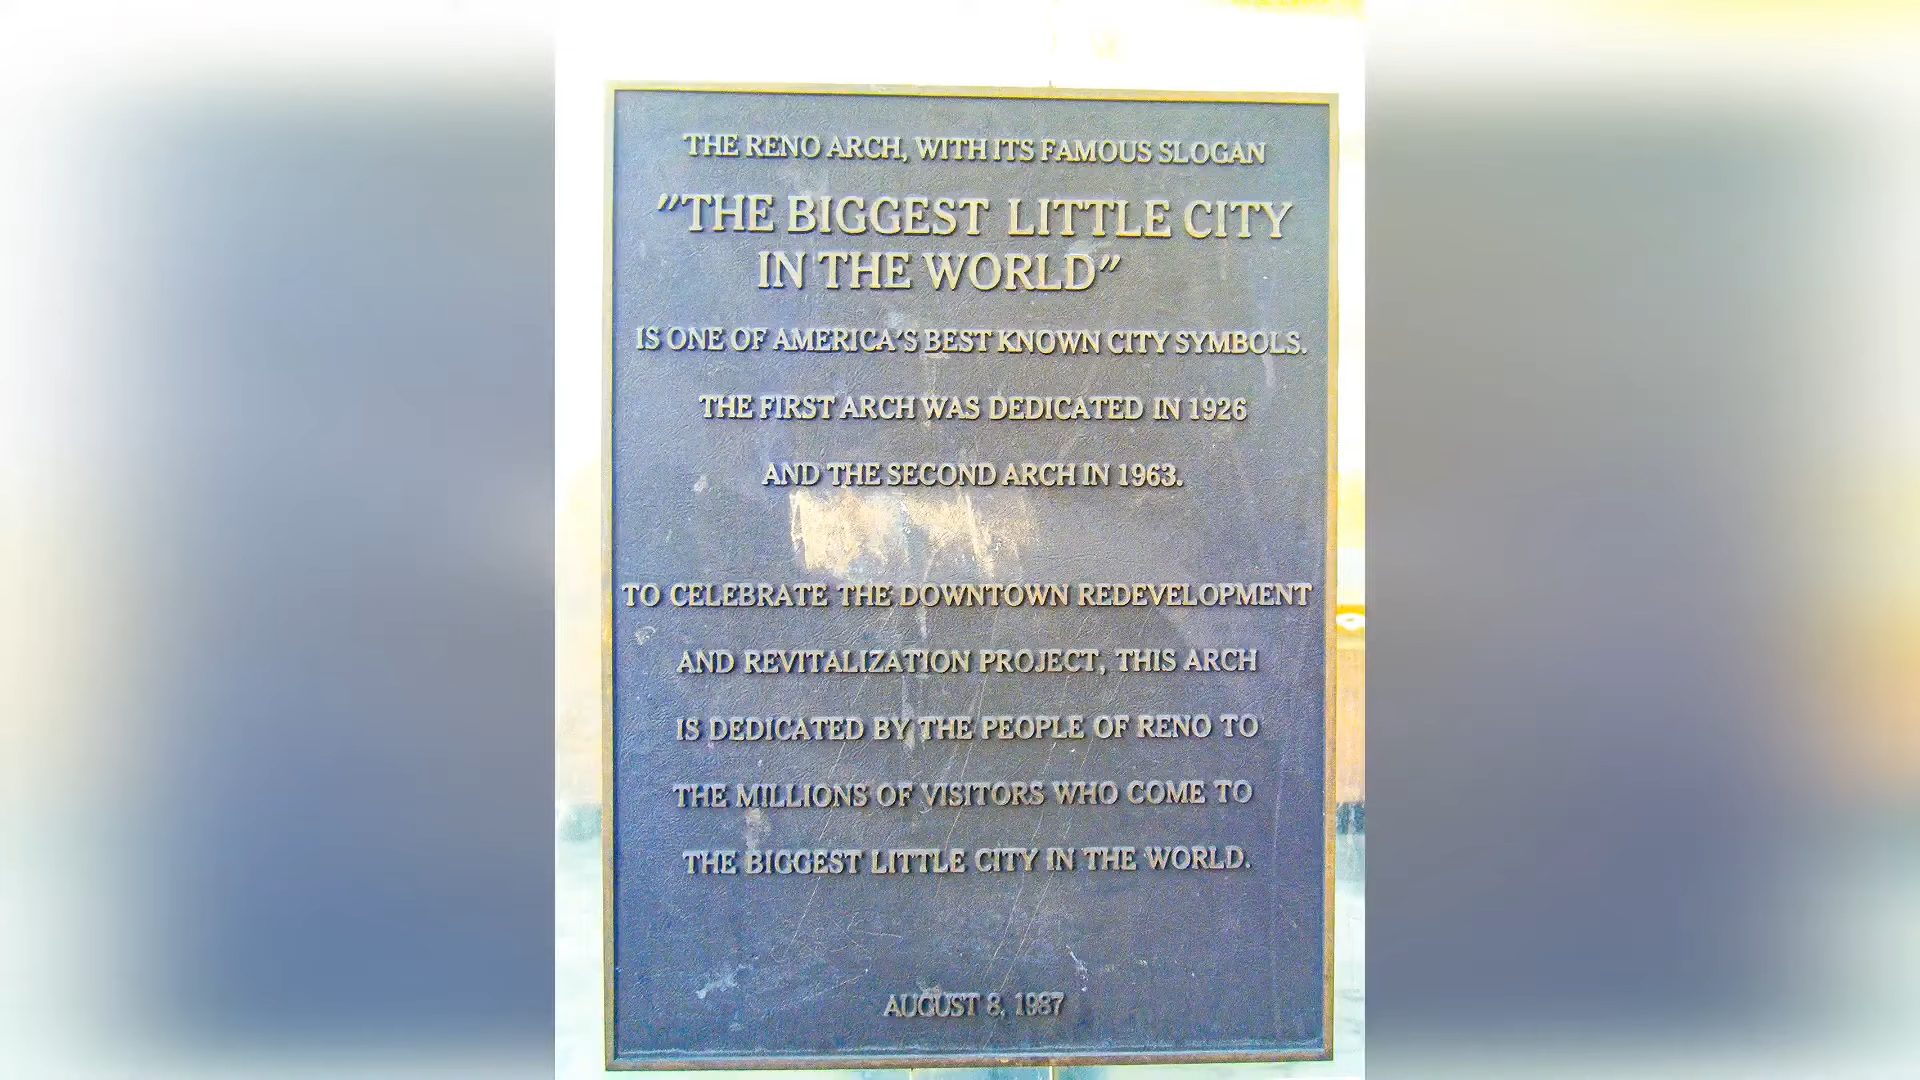 THE RENO ARCH, WITH ITS FAMOUS SLOGAN
"THE BIGGEST LITTLE CITY
IN THE WORLD"
IS ONE OF AMERICA'S BEST KNOWN CITY SYMBOLS.
THE FIRST ARCH WAS DEDICATED IN 1926
AND THE SECOND ARCH IN 1963.
TO CELEBRATE THE DOWNTOWN REDEVELOPMENT
AND REVITALIZATION PROJECT, THIS ARCH
IS DEDICATED BY THE PEOPLE OF RENO TO
THE MILLIONS OF VISITORS WHO COME TO
THE BIGGEST LITTLE CITY IN THE WORLD.
AUGUST 8, 1987